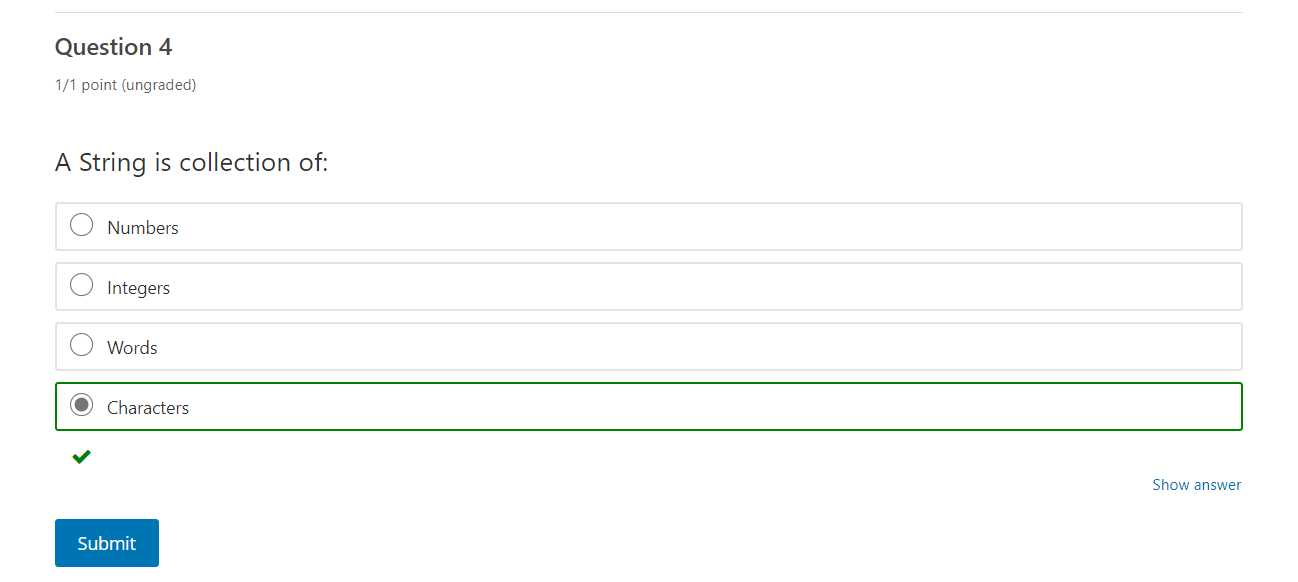 Question 4
1/1 point (ungraded)
A String is collection of:
Numbers
Integers
Words
Characters
Show answer
Submit